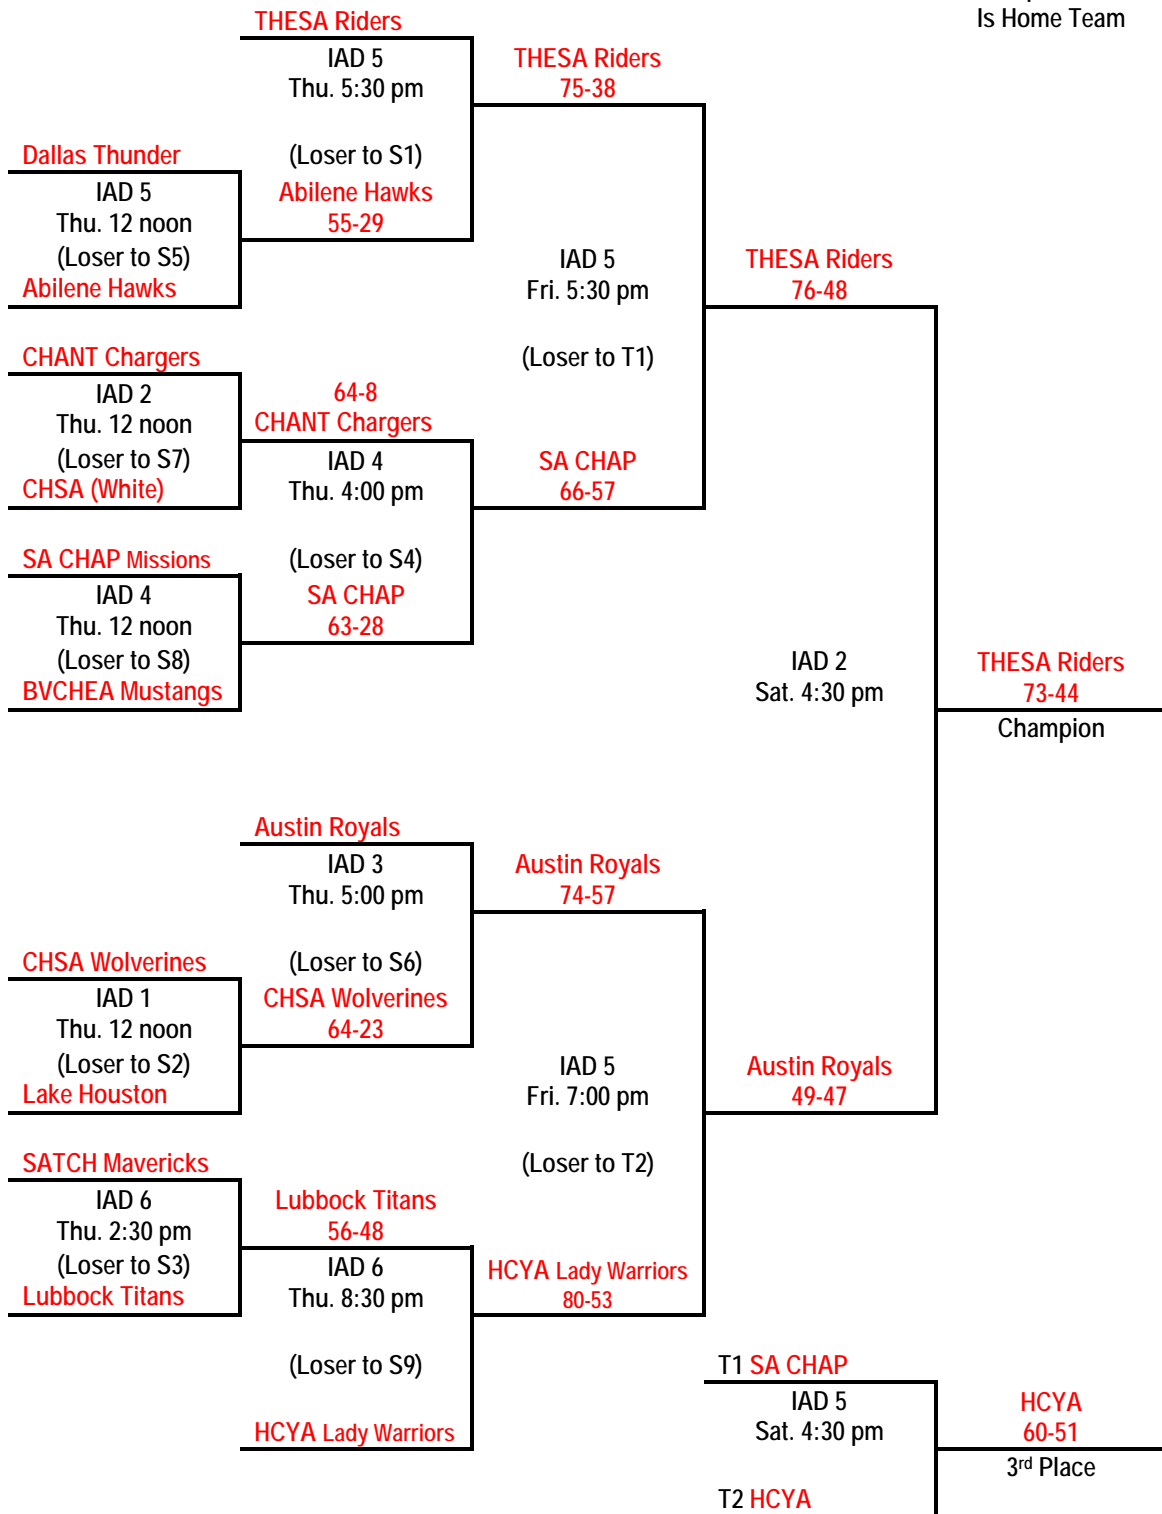 Is Home Team
THESA Riders
IAD 5
Thu. 5:30 pm
(Loser to S1)
THESA Riders
75-38
Dallas Thunder
IAD 5
Thu. 12 noon
(Loser to S5)
Abilene Hawks
Abilene Hawks
55-29
IAD 5
Fri. 5:30 pm
(Loser to T1)
THESA Riders
76-48
CHANT Chargers
IAD 2
Thu. 12 noon
(Loser to S7)
CHSA (White)
64-8
CHANT Chargers
IAD 4
Thu. 4:00 pm
(Loser to S4)
SA CHAP
66-57
SA CHAP Missions
IAD 4
Thu. 12 noon
(Loser to S8)
BVCHEA Mustangs
SA CHAP
63-28
IAD 2
Sat. 4:30 pm
THESA Riders
73-44
Champion
Austin Royals
IAD 3
Thu. 5:00 pm
(Loser to S6)
Austin Royals
74-57
CHSA Wolverines
IAD 1
Thu. 12 noon
(Loser to S2)
Lake Houston
CHSA Wolverines
64-23
IAD 5
Fri. 7:00 pm
(Loser to T2)
Austin Royals
49-47
SATCH Mavericks
IAD 6
Thu. 2:30 pm
(Loser to S3)
Lubbock Titans
Lubbock Titans
56-48
IAD 6
Thu. 8:30 pm
(Loser to S9)
HCYA Lady Warriors
80-53
HCYA Lady Warriors
T1 SA CHAP
IAD 5
Sat. 4:30 pm
T2 HCYA
HCYA
60-51
3rd Place